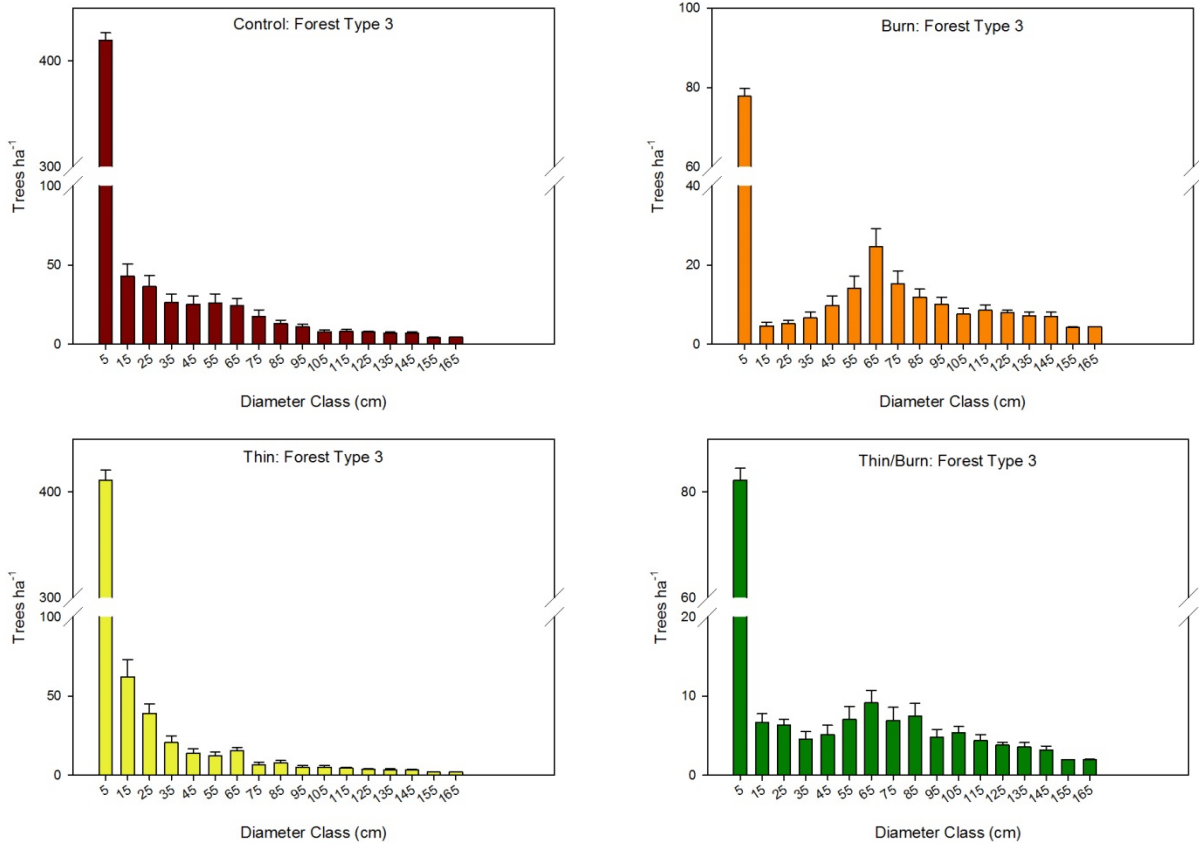 Control: Forest Type 3
Trees ha-1
400
300
100
50
0
5 15 25 35 45 55 65 75 85 95 105 115 125 135 145 155 165
Diameter Class (cm)
Burn: Forest Type 3
Trees ha-1
100
80
60
40
20
0
5 15 25 35 45 55 65 75 85 95 105 115 125 135 145 155 165
Diameter Class (cm)
Thin: Forest Type 3
Trees ha-1
400
300
100
50
0
5 15 25 35 45 55 65 75 85 95 105 115 125 135 145 155 165
Diameter Class (cm)
Thin/Burn: Forest Type 3
Trees ha-1
80
60
20
10
0
5 15 25 35 45 55 65 75 85 95 105 115 125 135 145 155 165
Diameter Class (cm)